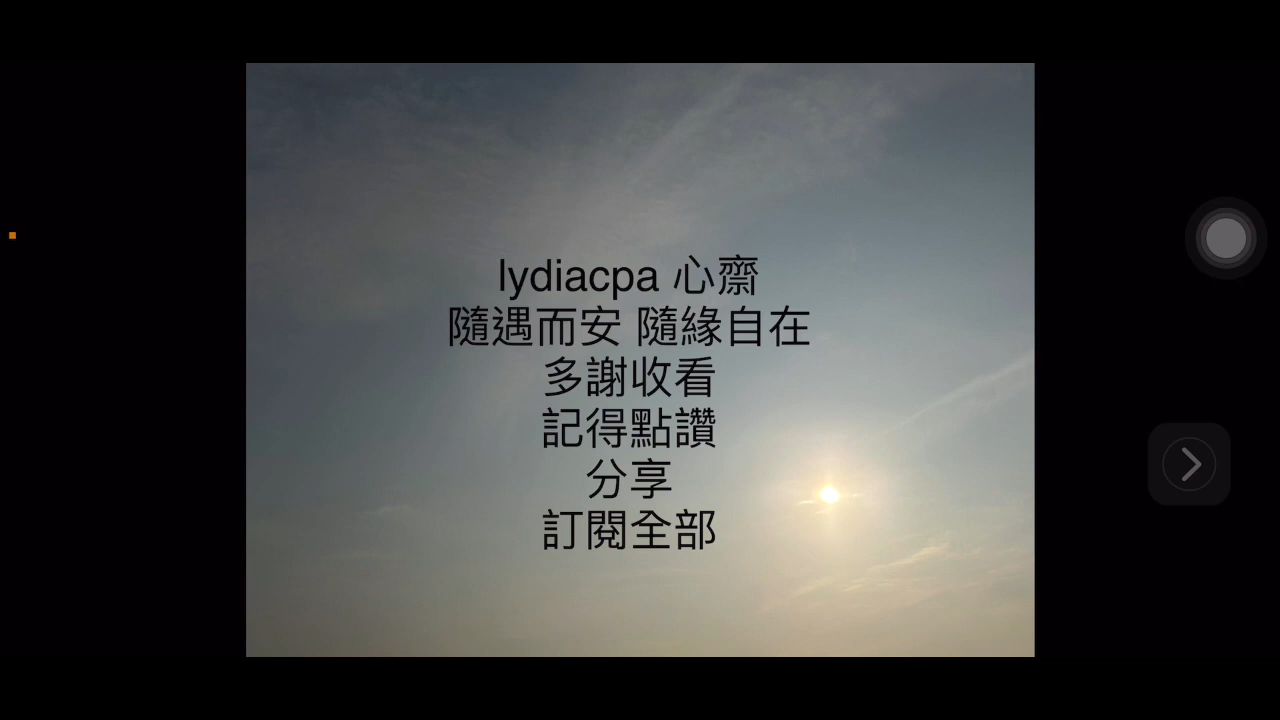 lydiacpa 心齋
隨遇而安 隨緣自在
多謝收看
記得點讚
分享
訂閱全部